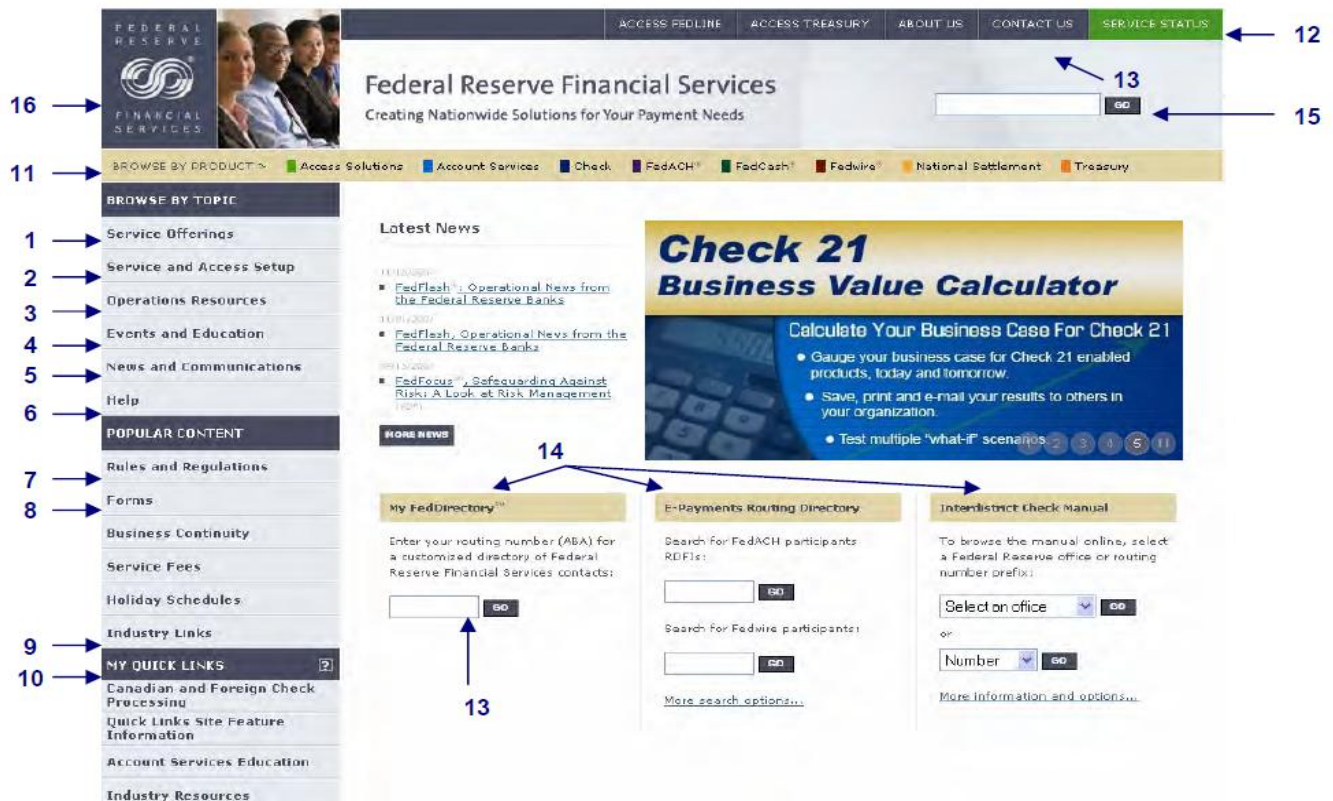 FEDERAL
RESERVE
FINANCIAL
SERVICES
ACCESS FEDLINE
ACCESS TREASURY
ABOUT US
CONTACT US
SERVICE STATUS
12
13
Federal Reserve Financial Services
Creating Nationwide Solutions for Your Payment Needs
GO
15
16
11
BROWSE BY PRODUCT >
Access Solutions
Account Services
Check
FedACH®
FedCash®
Fedwire®
National Settlement
Treasury
BROWSE BY TOPIC
1
Service Offerings
2
Service and Access Setup
3
Operations Resources
4
Events and Education
5
News and Communications
6
Help
POPULAR CONTENT
7
Rules and Regulations
8
Forms
Business Continuity
Service Fees
Holiday Schedules
9
Industry Links
10
MY QUICK LINKS ?
Canadian and Foreign Check
Processing
Quick Links Site Feature
Information
Account Services Education
Industry Resources
Latest News
FedFlash: Operational News from
the Federal Reserve Banks
FedFlash, Operational News from the
Federal Reserve Banks
FedFocus℠, Safeguarding Against
Risk: A Look at Risk Management
MORE NEWS
Check 21
Business Value Calculator
Calculate Your Business Case For Check 21
Gauge your business case for Check 21 enabled
products, today and tomorrow.
Save, print and e-mail your results to others in
your organization.
Test multiple "what-if" scenarios.
1 2 3 4 5
14
My FedDirectory™
Enter your routing number (ABA) for
a customized directory of Federal
Reserve Financial Services contacts:
GO
13
E-Payments Routing Directory
Search for FedACH participants
RDFIs:
GO
Search for Fedwire participants:
GO
More search options...
Interdistrict Check Manual
To browse the manual online, select
a Federal Reserve office or routing
number prefix:
Select an office
GO
or
Number
GO
More information and options...